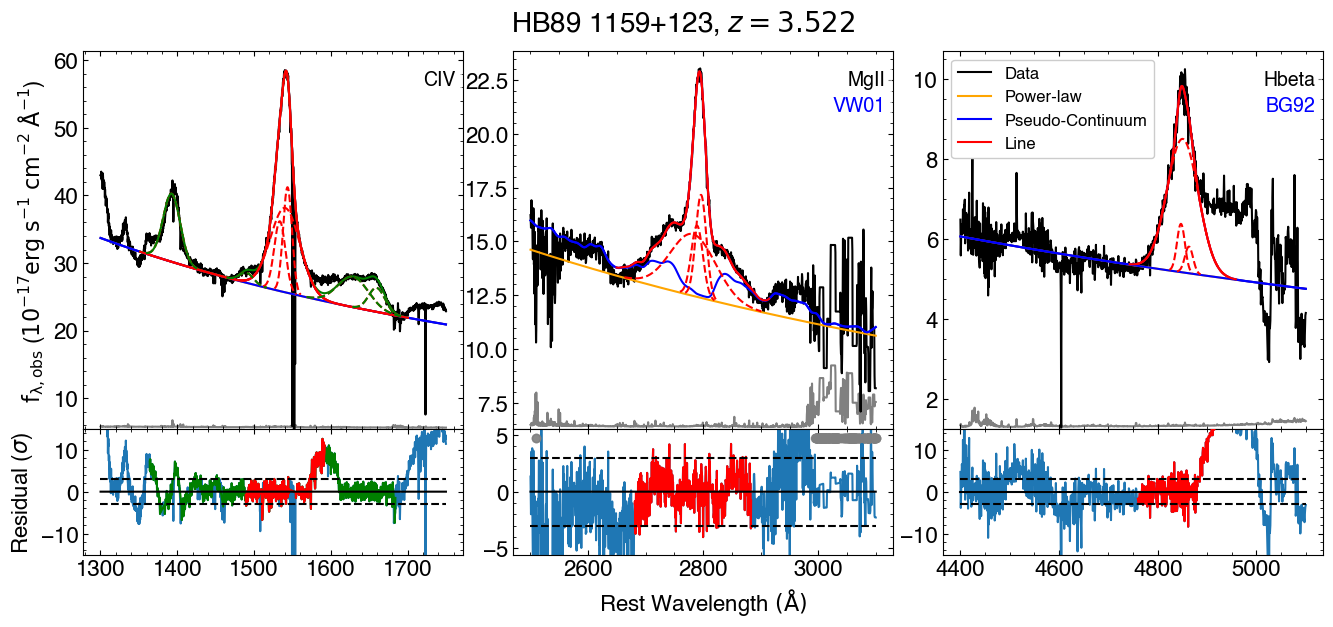 HB89 1159+123, z = 3.522
f_{λ,obs} (10^{-17} erg s^{-1} cm^{-2} Å^{-1})
60
50
40
30
20
10
CIV
22.5
20.0
17.5
15.0
12.5
10.0
7.5
MgII
VW01
10
8
6
4
2
Data
Power-law
Pseudo-Continuum
Line
Hbeta
BG92
Residual (σ)
10
0
−10
1300 1400 1500 1600 1700
5
0
−5
2600 2800 3000
10
0
−10
4400 4600 4800 5000
Rest Wavelength (Å)